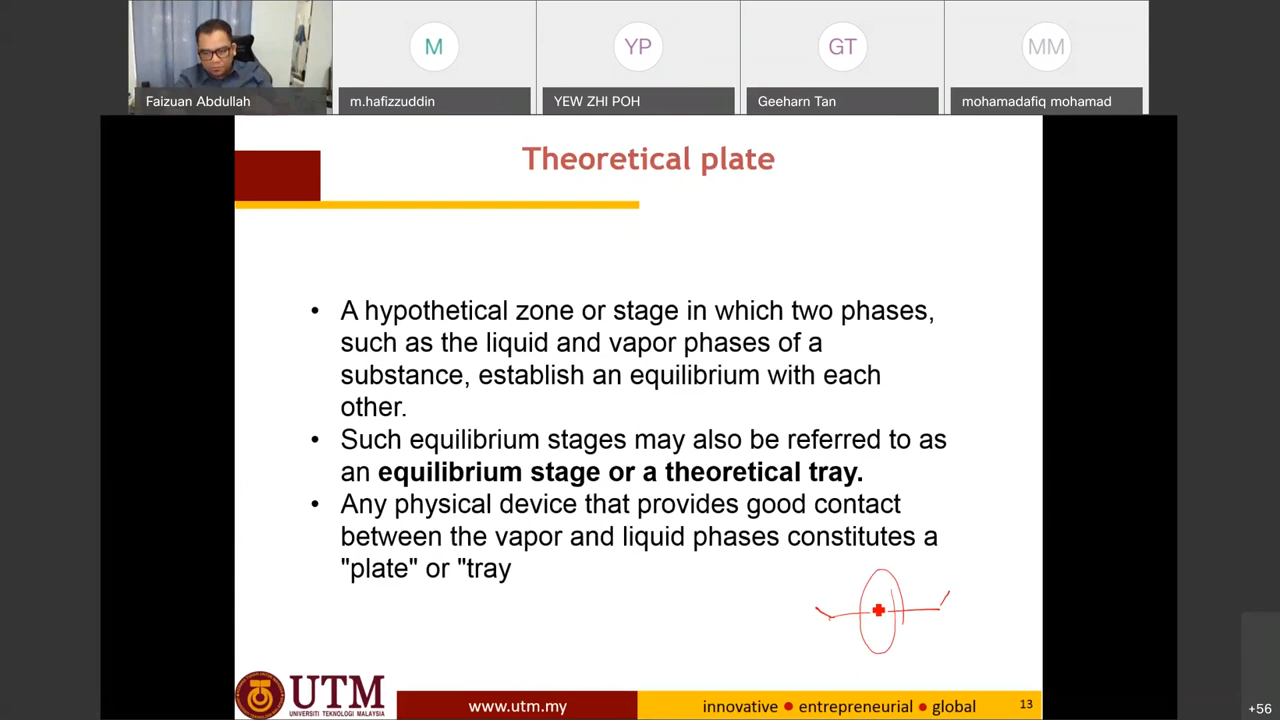 M
YP
GT
MM
Faizuan Abdullah
m.hafizzuddin
YEW ZHI POH
Geeharn Tan
mohamadafiq mohamad
Theoretical plate
• A hypothetical zone or stage in which two phases,
such as the liquid and vapor phases of a
substance, establish an equilibrium with each
other.
• Such equilibrium stages may also be referred to as
an equilibrium stage or a theoretical tray.
• Any physical device that provides good contact
between the vapor and liquid phases constitutes a
"plate" or "tray
UTM
UNIVERSITI TEKNOLOGI MALAYSIA
www.utm.my
innovative ● entrepreneurial ● global
13
+56